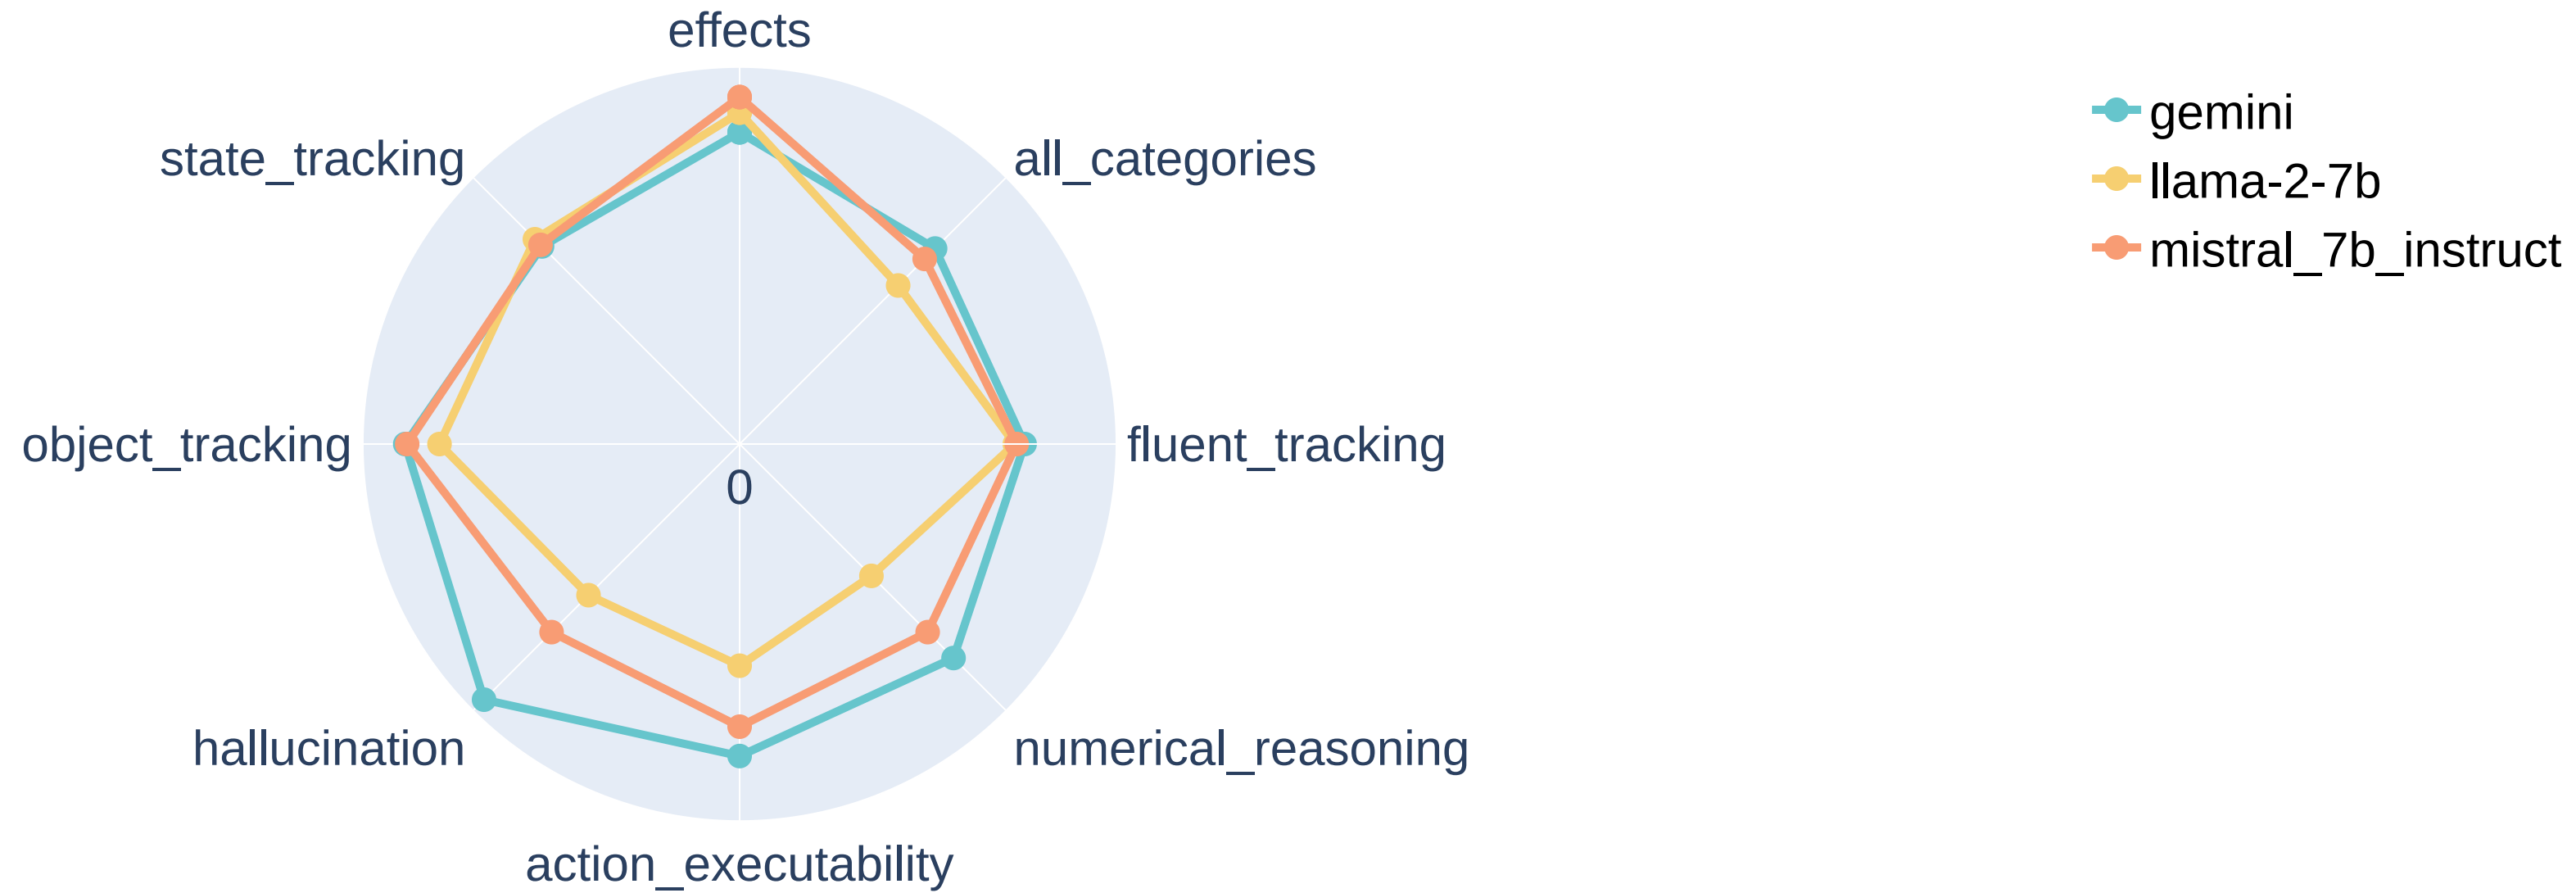 effects
state_tracking
all_categories
object_tracking
fluent_tracking
0
hallucination
numerical_reasoning
action_executability
gemini
llama-2-7b
mistral_7b_instruct